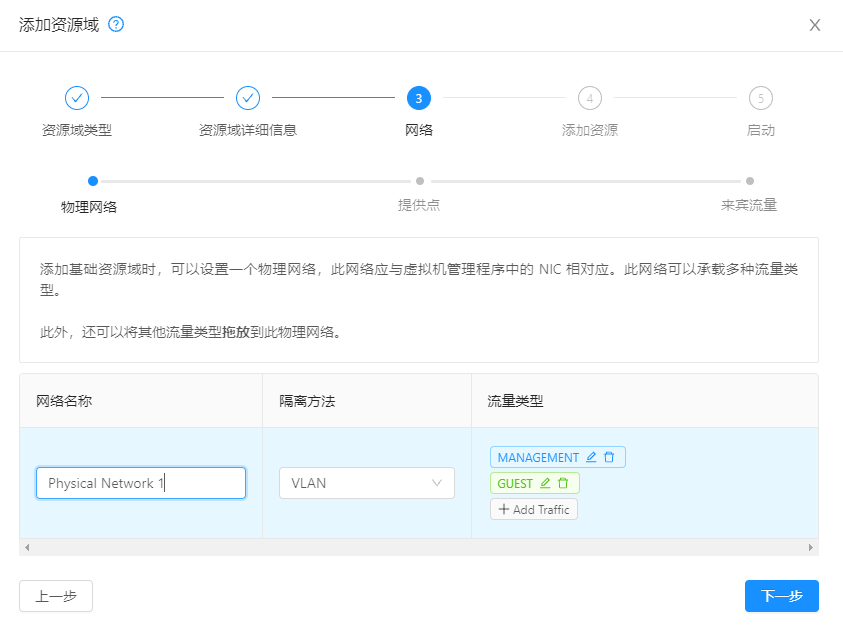 添加资源域 ?
X
3 4 5
资源域类型 资源域详细信息 网络 添加资源 启动
物理网络 提供点 来宾流量
添加基础资源域时，可以设置一个物理网络，此网络应与虚拟机管理程序中的 NIC 相对应。此网络可以承载多种流量类
型。
此外，还可以将其他流量类型拖放到此物理网络。
网络名称 隔离方法 流量类型
Physical Network 1 VLAN
MANAGEMENT
GUEST
+ Add Traffic
上一步 下一步